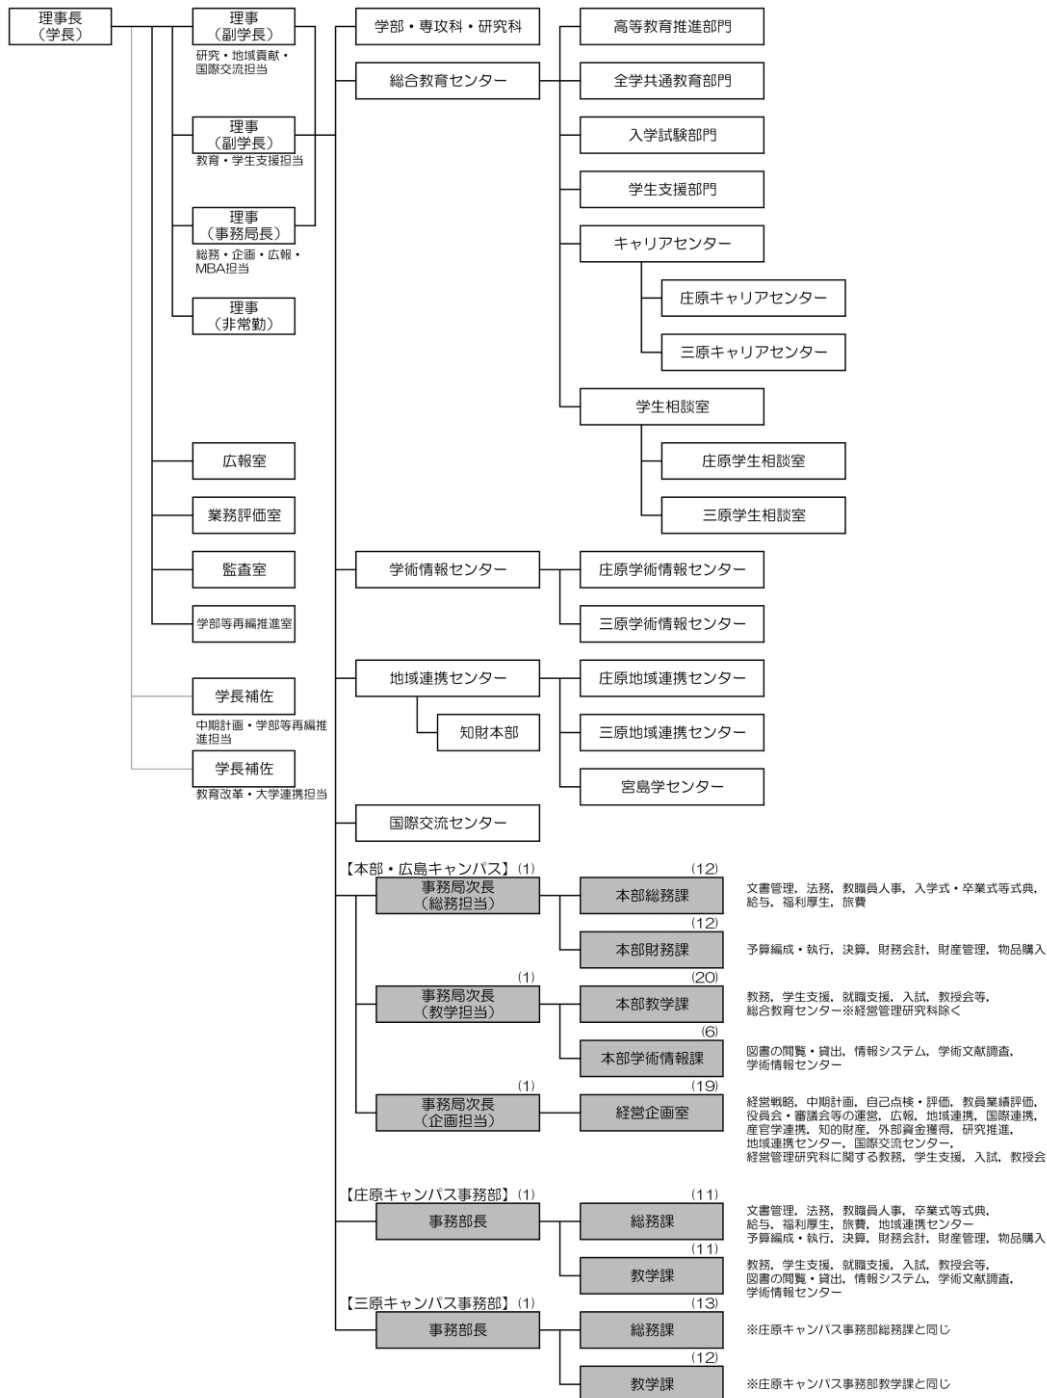 理事長
（学長）
理事
（副学長）
研究・地域貢献・
国際交流担当
理事
（副学長）
教育・学生支援担当
理事
（事務局長）
総務・企画・広報・
MBA担当
理事
（非常勤）
広報室
業務評価室
監査室
学部等再編推進室
学長補佐
中期計画・学部等再編推
進担当
学長補佐
教育改革・大学連携担当
学部・専攻科・研究科
総合教育センター
高等教育推進部門
全学共通教育部門
入学試験部門
学生支援部門
キャリアセンター
庄原キャリアセンター
三原キャリアセンター
学生相談室
庄原学生相談室
三原学生相談室
学術情報センター
庄原学術情報センター
三原学術情報センター
地域連携センター
知財本部
庄原地域連携センター
三原地域連携センター
宮島学センター
国際交流センター
【本部・広島キャンパス】(1)
事務局次長
（総務担当）
(12)
本部総務課
文書管理，法務，教職員人事，入学式・卒業式等式典，
給与，福利厚生，旅費
(12)
本部財務課
予算編成・執行，決算，財務会計，財産管理，物品購入
(1)
事務局次長
（教学担当）
(20)
本部教学課
教務，学生支援，就職支援，入試，教授会等，
総合教育センター※経営管理研究科除く
(6)
本部学術情報課
図書の閲覧・貸出，情報システム，学術文献調査，
学術情報センター
(1)
事務局次長
（企画担当）
(19)
経営企画室
経営戦略，中期計画，自己点検・評価，教員業績評価，
役員会・審議会等の運営，広報，地域連携，国際連携，
産官学連携，知的財産，外部資金獲得，研究推進，
地域連携センター，国際交流センター，
経営管理研究科に関する教務，学生支援，入試，教授会
【庄原キャンパス事務部】(1)
事務部長
(11)
総務課
文書管理，法務，教職員人事，卒業式等式典，
給与，福利厚生，旅費，地域連携センター
予算編成・執行，決算，財務会計，財産管理，物品購入
(11)
教学課
教務，学生支援，就職支援，入試，教授会等，
図書の閲覧・貸出，情報システム，学術文献調査，
学術情報センター
【三原キャンパス事務部】(1)
事務部長
(13)
総務課
※庄原キャンパス事務部総務課と同じ
(12)
教学課
※庄原キャンパス事務部教学課と同じ